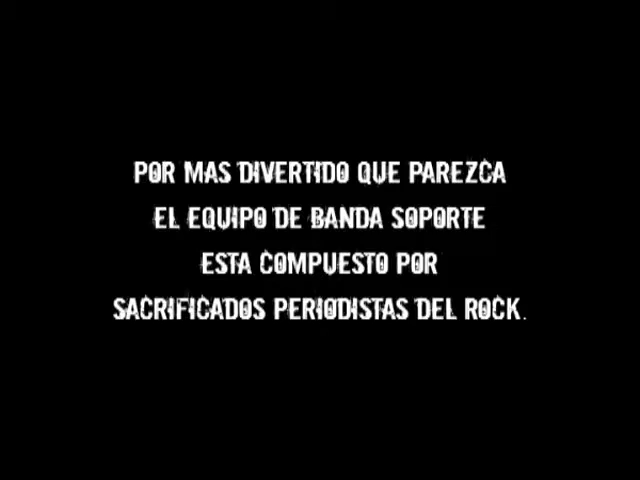 POR MAS DIVERTIDO QUE PAREZCA
EL EQUIPO DE BANDA SOPORTE
ESTA COMPUESTO POR
SACRIFICADOS PERIODISTAS DEL ROCK.